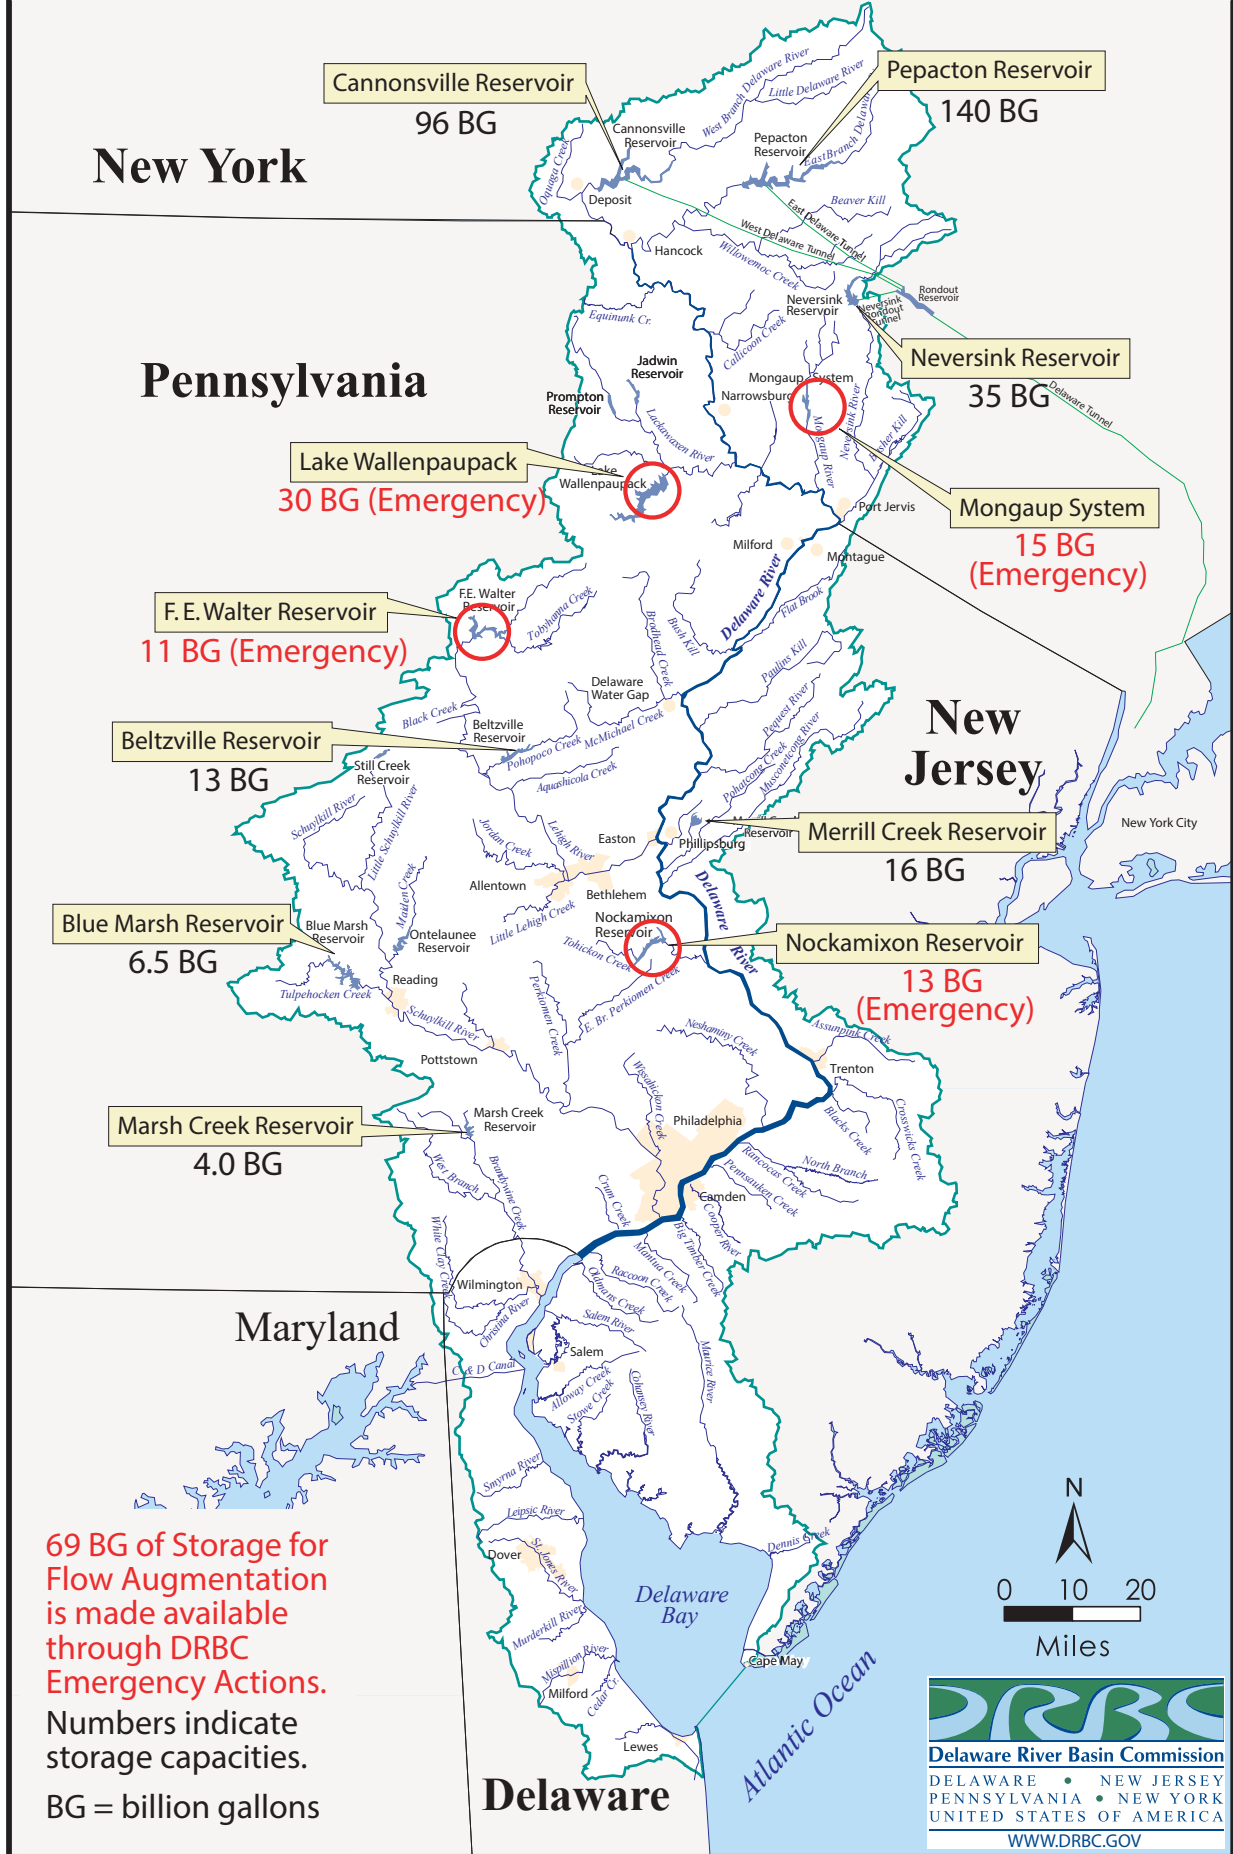 Cannonsville Reservoir
96 BG
Pepacton Reservoir
140 BG
New York
West Branch Delaware River
Little Delaware River
Cannonsville
Reservoir
Pepacton
Reservoir
Oquaga Creek
Deposit
Beaver Kill
East Delaware Tunnel
West Delaware Tunnel
Hancock
Willowemoc Creek
Neversink
Reservoir
Rondout
Reservoir
Neversink
Rondout
Tunnel
Equinunk Cr.
Callicoon Creek
Neversink Reservoir
35 BG
Delaware Tunnel
Pennsylvania
Jadwin
Reservoir
Prompton
Reservoir
Mongaup System
Narrowsburg
Lackawaxen River
Mongaup River
Neversink River
Basher Kill
Lake Wallenpaupack
30 BG (Emergency)
Lake
Wallenpaupack
Port Jervis
Mongaup System
15 BG
(Emergency)
Milford
Montague
Delaware River
Flat Brook
F. E. Walter Reservoir
11 BG (Emergency)
F.E. Walter
Reservoir
Tobyhanna Creek
Brodhead Creek
Bush Kill
Paulins Kill
Delaware
Water Gap
Black Creek
McMichael Creek
Pequest River
New
Jersey
Beltzville Reservoir
13 BG
Beltzville
Reservoir
Pohopoco Creek
Aquashicola Creek
Pohatcong Creek
Musconetcong River
Still Creek
Reservoir
Schuylkill River
Little Schuylkill River
Jordan Creek
Lehigh River
Easton
Phillipsburg
Reservoir
Merrill Creek Reservoir
16 BG
New York City
Maiden Creek
Allentown
Bethlehem
Little Lehigh Creek
Delaware
River
Blue Marsh Reservoir
6.5 BG
Blue Marsh
Reservoir
Ontelaunee
Reservoir
Nockamixon
Reservoir
Tohickon Creek
Nockamixon Reservoir
13 BG
(Emergency)
Reading
Tulpehocken Creek
Schuylkill River
Perkiomen Creek
E. Br. Perkiomen Creek
Neshaminy Creek
Assunpink Creek
Pottstown
Trenton
Wissahickon Creek
Marsh Creek Reservoir
4.0 BG
Marsh Creek
Reservoir
Philadelphia
Blacks Creek
Crosswicks Creek
West Branch
Brandywine Creek
Rancocas Creek
North Branch
Pennsauken Creek
Crum Creek
Camden
Cooper River
Big Timber Creek
White Clay Creek
Mantua Creek
Raccoon Creek
Oldmans Creek
Wilmington
Christina River
Salem River
Maryland
Salem
C & D Canal
Alloway Creek
Stowe Creek
Cohansey River
Maurice River
Smyrna River
Leipsic River
Dover
St. Jones River
Dennis Creek
Delaware
Bay
Murderkill River
Mispillion River
Cape May
Milford
Cedar Cr.
Lewes
Atlantic Ocean
Delaware
69 BG of Storage for
Flow Augmentation
is made available
through DRBC
Emergency Actions.
Numbers indicate
storage capacities.
BG = billion gallons
N
0 10 20
Miles
DRBC
Delaware River Basin Commission
DELAWARE • NEW JERSEY
PENNSYLVANIA • NEW YORK
UNITED STATES OF AMERICA
WWW.DRBC.GOV